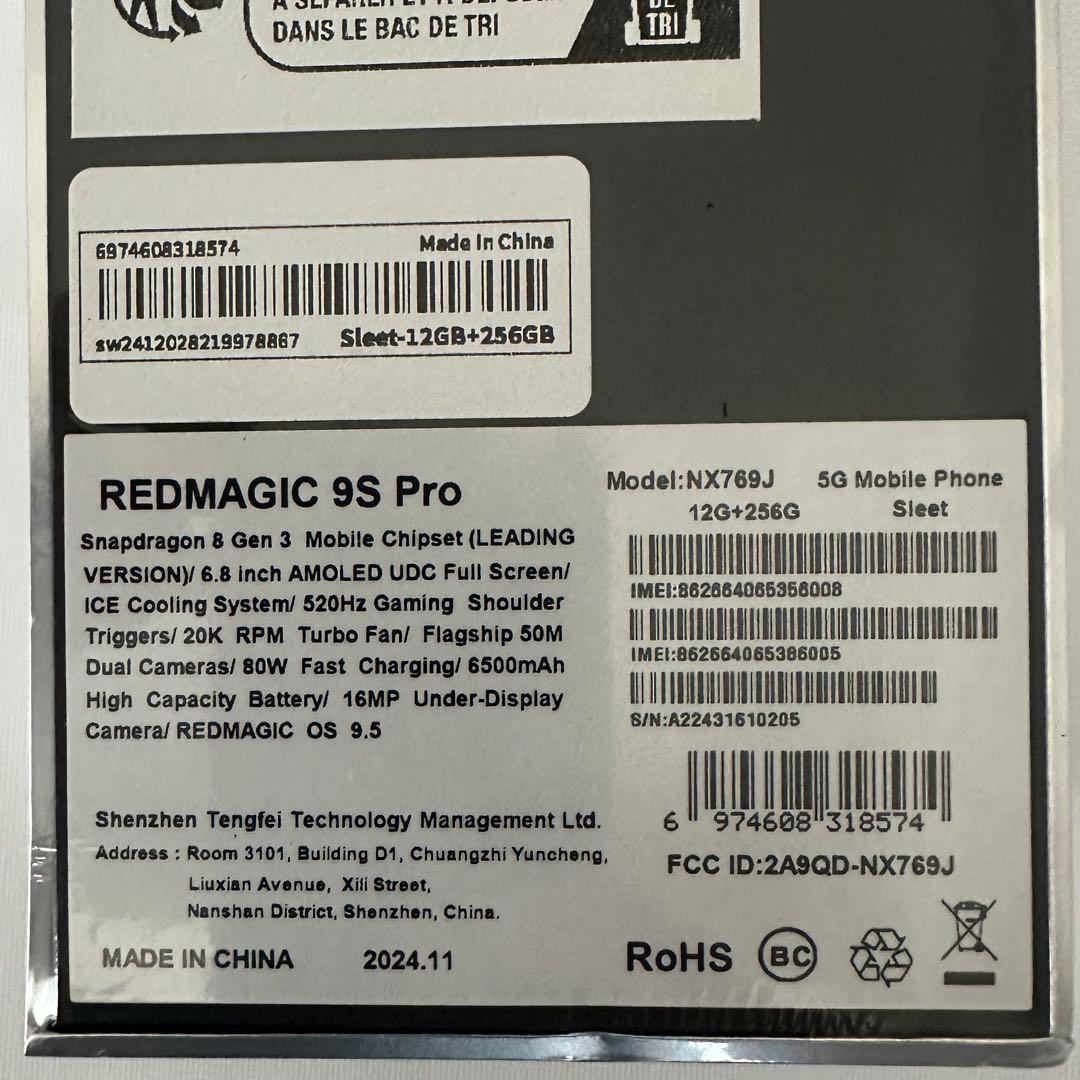 DANS LE BAC DE TRI
TRI
6974608318574 Made in China
sw2412028219978867 Sleet-12GB+256GB
REDMAGIC 9S Pro
Snapdragon 8 Gen 3 Mobile Chipset (LEADING
VERSION)/ 6.8 inch AMOLED UDC Full Screen/
ICE Cooling System/ 520Hz Gaming Shoulder
Triggers/ 20K RPM Turbo Fan/ Flagship 50M
Dual Cameras/ 80W Fast Charging/ 6500mAh
High Capacity Battery/ 16MP Under-Display
Camera/ REDMAGIC OS 9.5
Shenzhen Tengfei Technology Management Ltd.
Address : Room 3101, Building D1, Chuangzhi Yuncheng,
Liuxian Avenue, Xili Street,
Nanshan District, Shenzhen, China.
MADE IN CHINA 2024.11
Model:NX769J 5G Mobile Phone
12G+256G Sleet
IMEI:862664065356008
IMEI:862664065386005
S/N:A22431610205
6 974608 318574
FCC ID:2A9QD-NX769J
RoHS BC